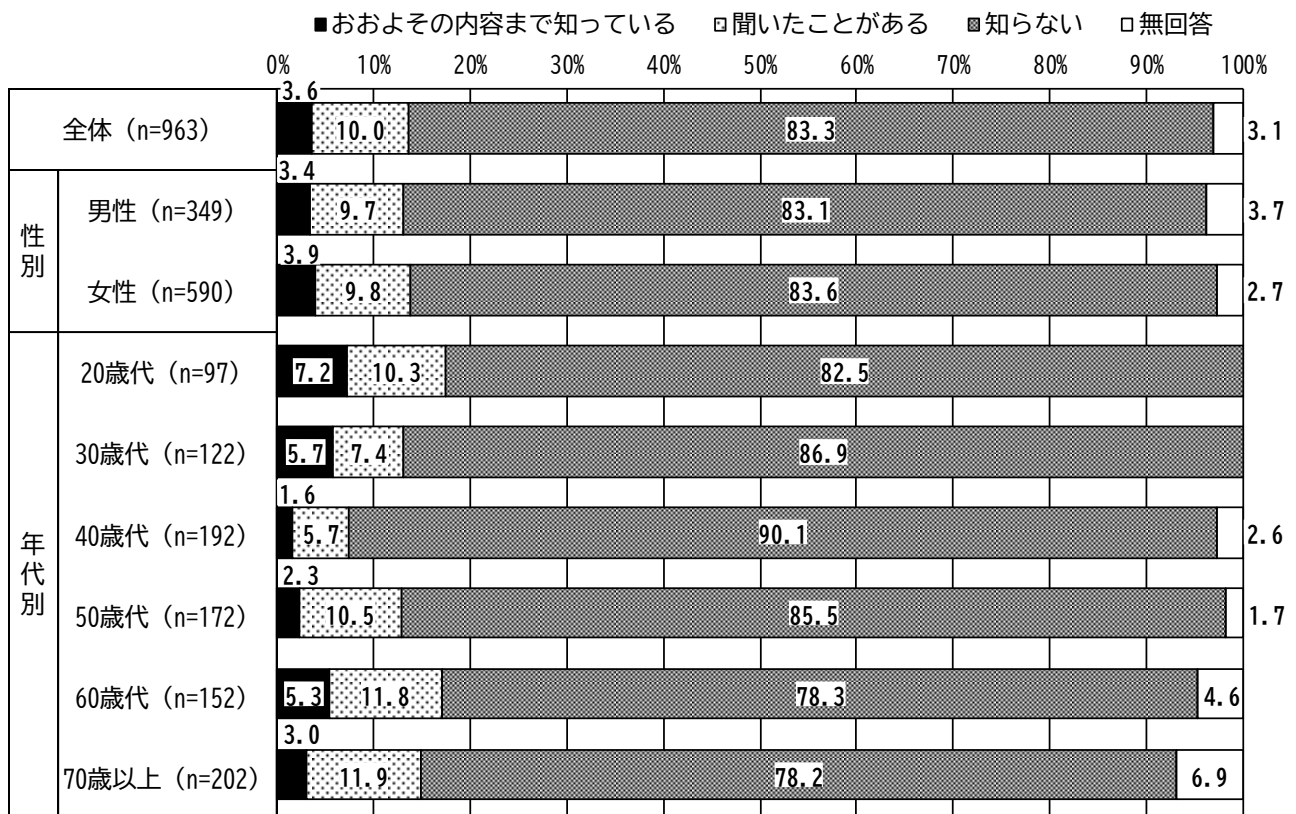 ■おおよその内容まで知っている □聞いたことがある ■知らない □無回答
0% 10% 20% 30% 40% 50% 60% 70% 80% 90% 100%
全体（n=963） 3.6 10.0 83.3 3.1
性別
男性（n=349） 3.4 9.7 83.1 3.7
女性（n=590） 3.9 9.8 83.6 2.7
年代別
20歳代（n=97） 7.2 10.3 82.5
30歳代（n=122） 5.7 7.4 86.9
40歳代（n=192） 1.6 5.7 90.1 2.6
50歳代（n=172） 2.3 10.5 85.5 1.7
60歳代（n=152） 5.3 11.8 78.3 4.6
70歳以上（n=202） 3.0 11.9 78.2 6.9